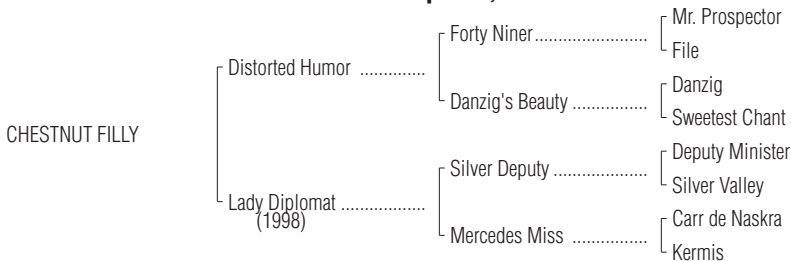 Mr. Prospector
Forty Niner..........................
File
Distorted Humor ..............
Danzig
Danzig's Beauty ................
Sweetest Chant
CHESTNUT FILLY
Deputy Minister
Silver Deputy ....................
Silver Valley
Lady Diplomat ..................
(1998)
Carr de Naskra
Mercedes Miss ................
Kermis